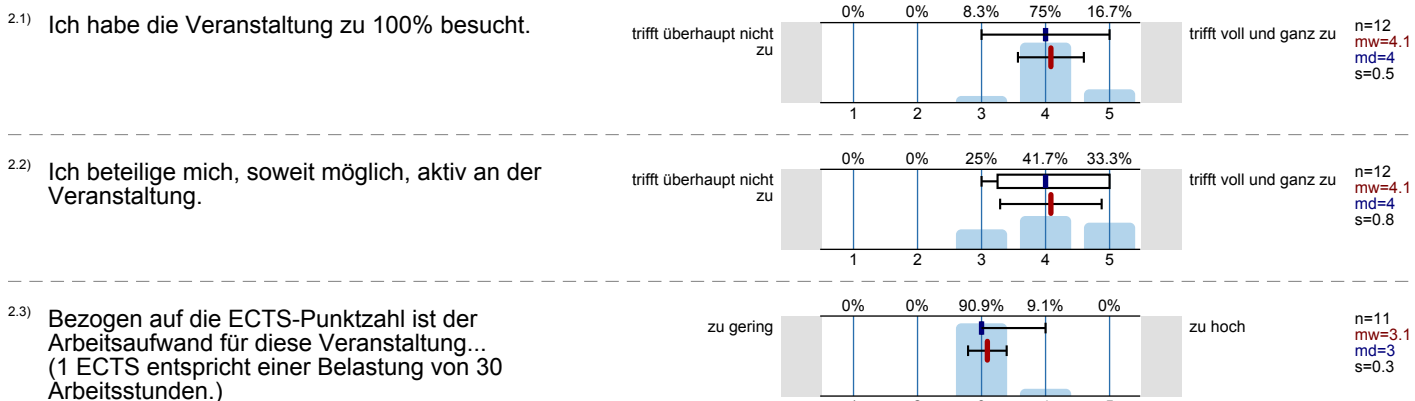 2.1) Ich habe die Veranstaltung zu 100% besucht.
trifft überhaupt nicht
zu
0% 0% 8.3% 75% 16.7%
1 2 3 4 5
trifft voll und ganz zu
n=12
mw=4.1
md=4
s=0.5
2.2) Ich beteilige mich, soweit möglich, aktiv an der
Veranstaltung.
trifft überhaupt nicht
zu
0% 0% 25% 41.7% 33.3%
1 2 3 4 5
trifft voll und ganz zu
n=12
mw=4.1
md=4
s=0.8
2.3) Bezogen auf die ECTS-Punktzahl ist der
Arbeitsaufwand für diese Veranstaltung...
(1 ECTS entspricht einer Belastung von 30
Arbeitsstunden.)
zu gering
0% 0% 90.9% 9.1% 0%
zu hoch
n=11
mw=3.1
md=3
s=0.3